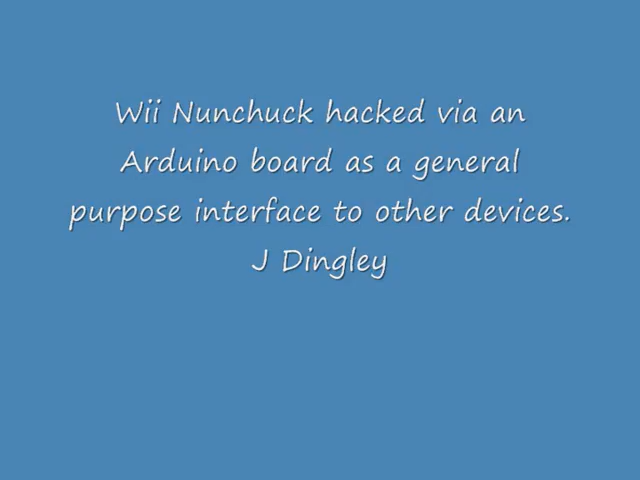 Wii Nunchuck hacked via an
Arduino board as a general
purpose interface to other devices.
J Dingley